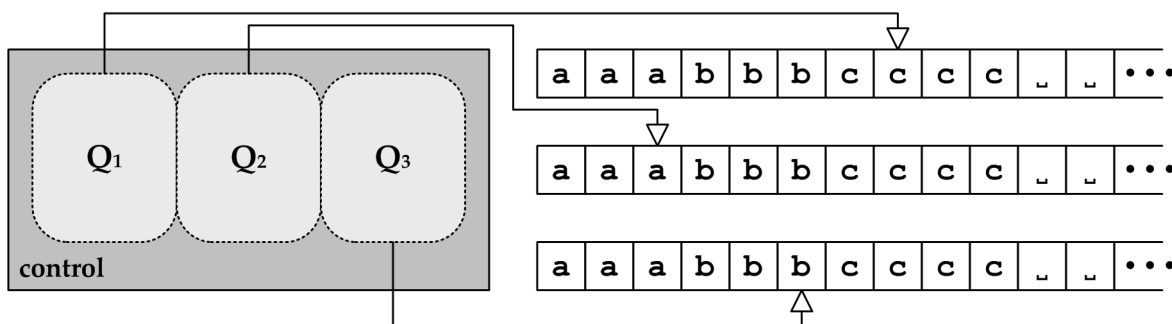 a a a b b b c c c c ␣ ␣ •••
Q1 Q2 Q3
a a a b b b c c c c ␣ ␣ •••
control
a a a b b b c c c c ␣ ␣ •••